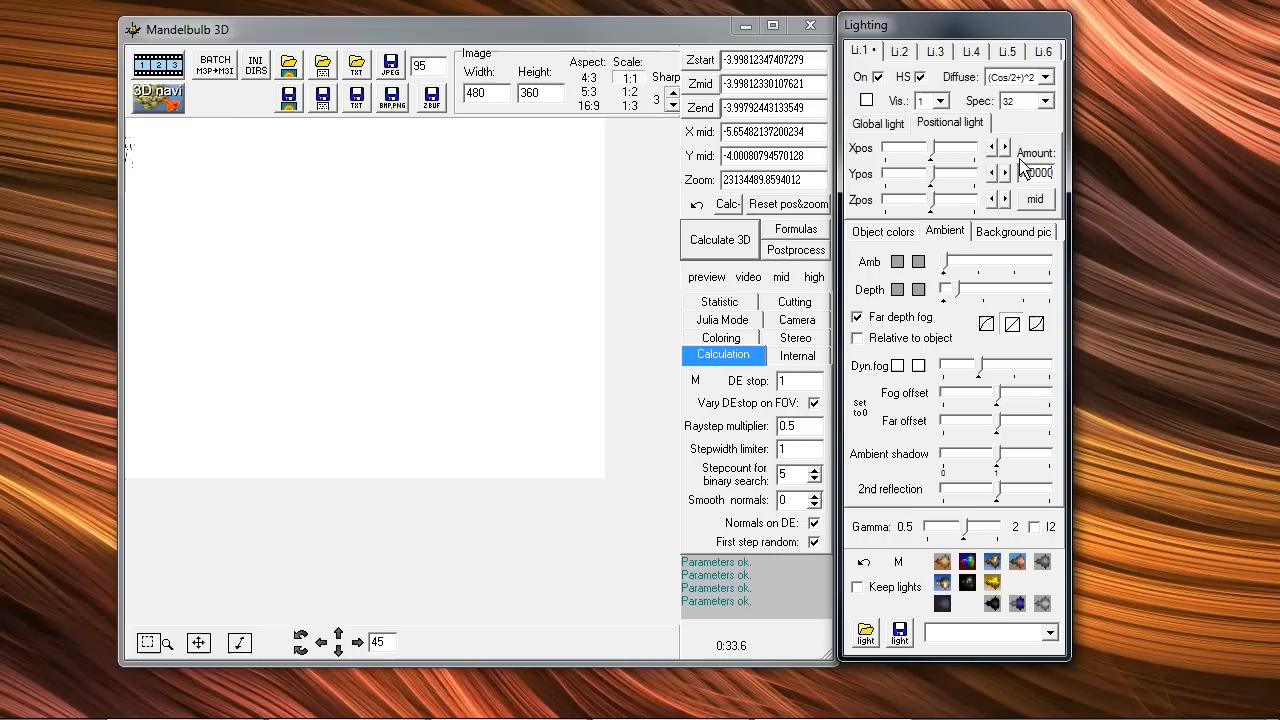 Mandelbulb 3D
1 2 3
BATCH
M3P>M3I
INI
DIRS
TXT
JPEG
95
3D navi
TXT
BMP,PNG
Z BUF
Image
Width:
Height:
480
360
Aspect:
4:3
5:3
16:9
Scale:
1:1
1:2
1:3
Sharp
3
Zstart
-3.99812347407279
Zmid
-3.99812330107621
Zend
-3.99792443133549
X mid:
-5.65482137200234
Y mid:
-4.00080794570128
Zoom:
23134489.8594012
Calc-
Reset pos&zoom
Calculate 3D
Formulas
Postprocess
preview video mid high
Statistic
Cutting
Julia Mode
Camera
Coloring
Stereo
Calculation
Internal
M
DE stop:
1
Vary DEstop on FOV:
Raystep multiplier:
0.5
Stepwidth limiter:
1
Stepcount for
binary search:
5
Smooth normals:
0
Normals on DE:
First step random:
Parameters ok.
Parameters ok.
Parameters ok.
Parameters ok.
45
0:33.6
Lighting
Li.1 • Li.2 Li.3 Li.4 Li.5 Li.6
On HS Diffuse: (Cos/2+)^2
Vis.: 1 Spec: 32
Global light Positional light
Xpos
Amount:
Ypos
Zpos
mid
Object colors Ambient Background pic
Amb
Depth
Far depth fog
Relative to object
Dyn.fog
Fog offset
Set
to 0
Far offset
Ambient shadow
0 1
2nd reflection
Gamma: 0.5 2 I2
M
Keep lights
light
light